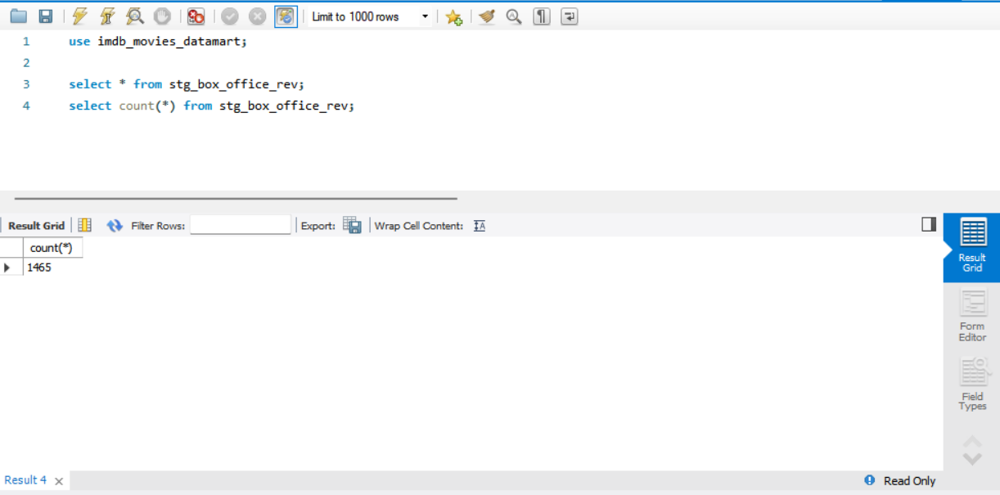 Limit to 1000 rows
1 use imdb_movies_datamart;
2
3 select * from stg_box_office_rev;
4 select count(*) from stg_box_office_rev;
Result Grid Filter Rows: Export: Wrap Cell Content: IA
count(*)
1465
Result
Grid
Form
Editor
Field
Types
Result 4 ×
Read Only